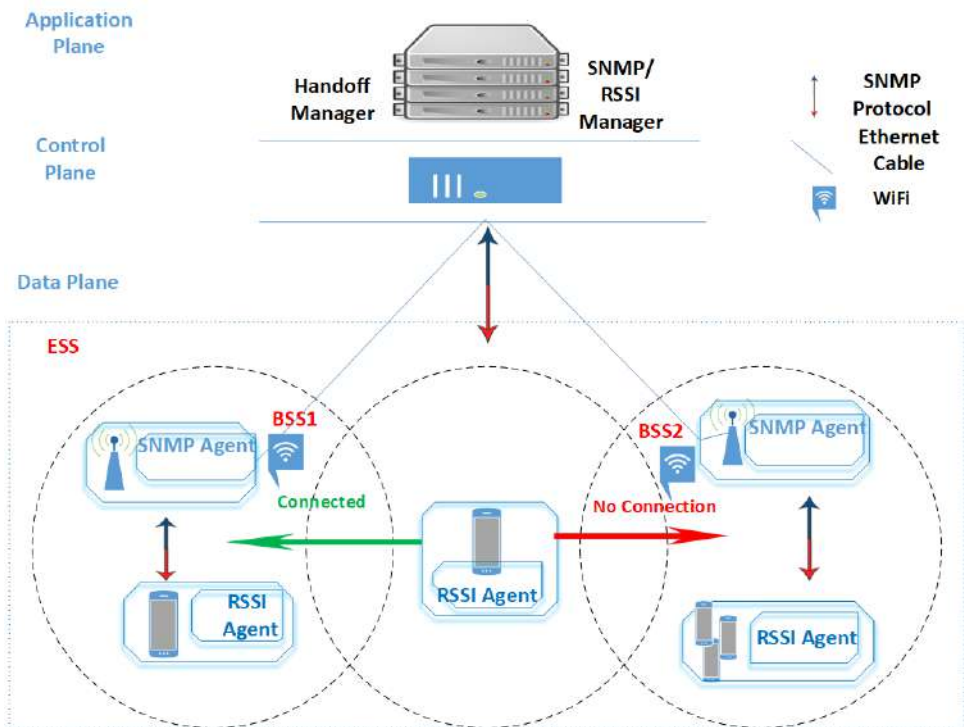 Application
Plane
Handoff
Manager
SNMP/
RSSI
Manager
SNMP
Protocol
Ethernet
Cable
WiFi
Control
Plane
Data Plane
ESS
BSS1
SNMP Agent
Connected
BSS2
SNMP Agent
No Connection
RSSI Agent
RSSI
Agent
RSSI Agent